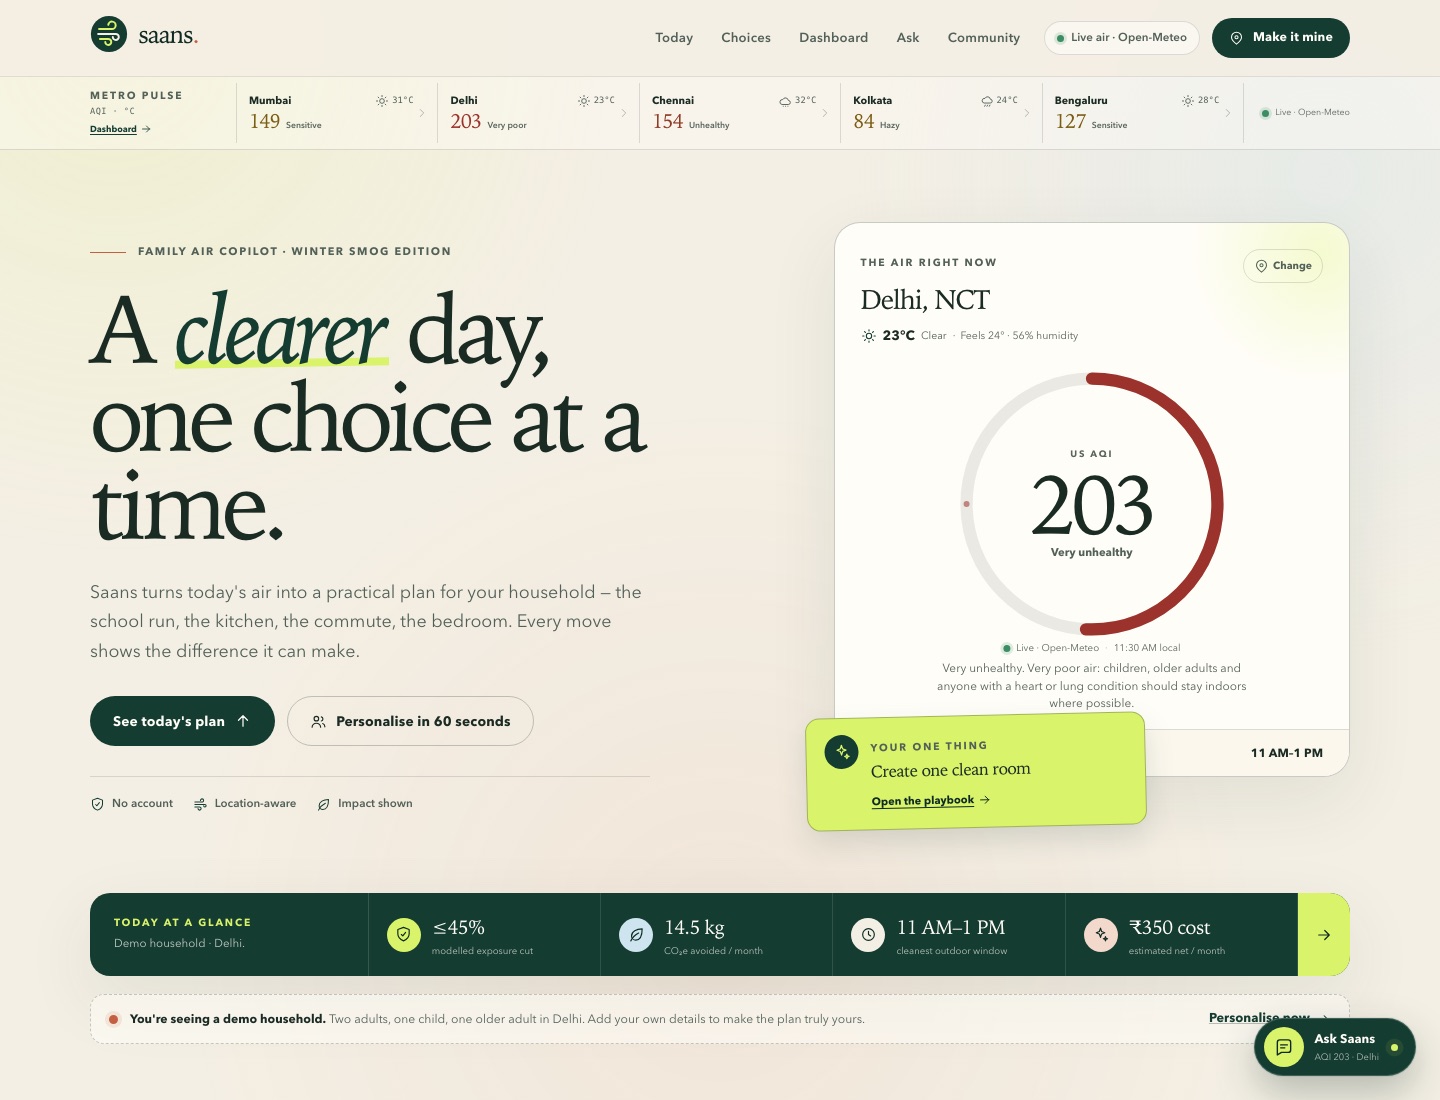 saans.
Today
Choices
Dashboard
Ask
Community
Live air · Open-Meteo
Make it mine
METRO PULSE
AQI · °C
Dashboard →
Mumbai
31°C
149 Sensitive
Delhi
23°C
203 Very poor
Chennai
32°C
154 Unhealthy
Kolkata
24°C
84 Hazy
Bengaluru
28°C
127 Sensitive
Live · Open-Meteo
FAMILY AIR COPILOT · WINTER SMOG EDITION
A clearer day,
one choice at a
time.
Saans turns today's air into a practical plan for your household – the
school run, the kitchen, the commute, the bedroom. Every move
shows the difference it can make.
See today's plan ↑
Personalise in 60 seconds
No account
Location-aware
Impact shown
THE AIR RIGHT NOW
Change
Delhi, NCT
23°C Clear · Feels 24° · 56% humidity
US AQI
203
Very unhealthy
Live · Open-Meteo · 11:30 AM local
Very unhealthy. Very poor air: children, older adults and
anyone with a heart or lung condition should stay indoors
where possible.
11 AM–1 PM
YOUR ONE THING
Create one clean room
Open the playbook →
TODAY AT A GLANCE
Demo household · Delhi.
≤45%
modelled exposure cut
14.5 kg
CO₂e avoided / month
11 AM–1 PM
cleanest outdoor window
₹350 cost
estimated net / month
→
You're seeing a demo household. Two adults, one child, one older adult in Delhi. Add your own details to make the plan truly yours.
Personalise now
Ask Saans
AQI 203 · Delhi